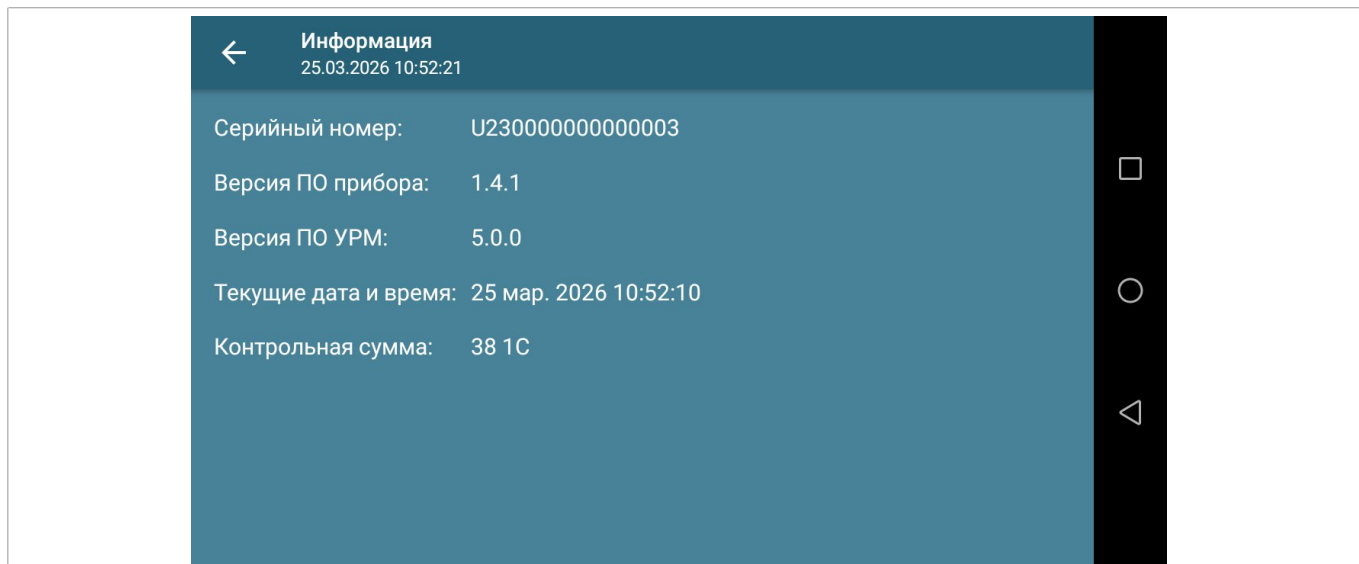 Информация
25.03.2026 10:52:21
Серийный номер: U230000000000003
Версия ПО прибора: 1.4.1
Версия ПО УРМ: 5.0.0
Текущие дата и время: 25 мар. 2026 10:52:10
Контрольная сумма: 38 1C